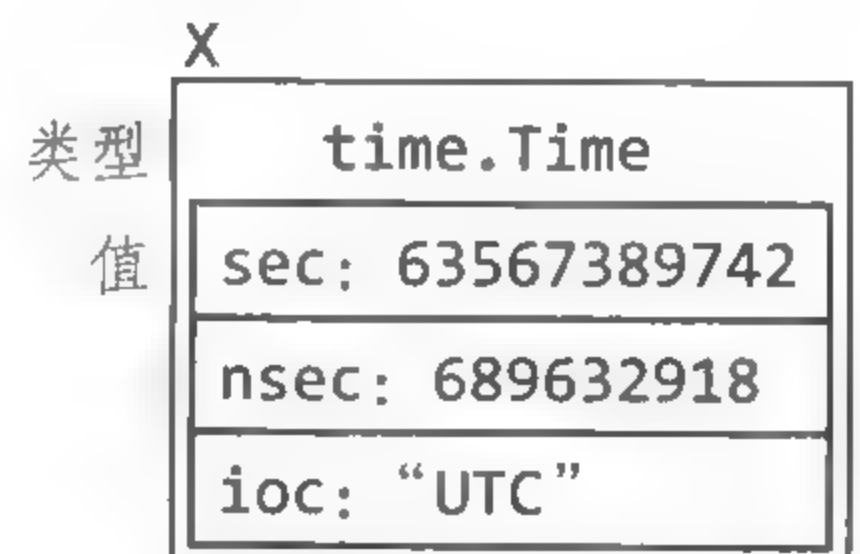 X
类型 time.Time
值 sec: 63567389742
nsec: 689632918
ioc: “UTC”